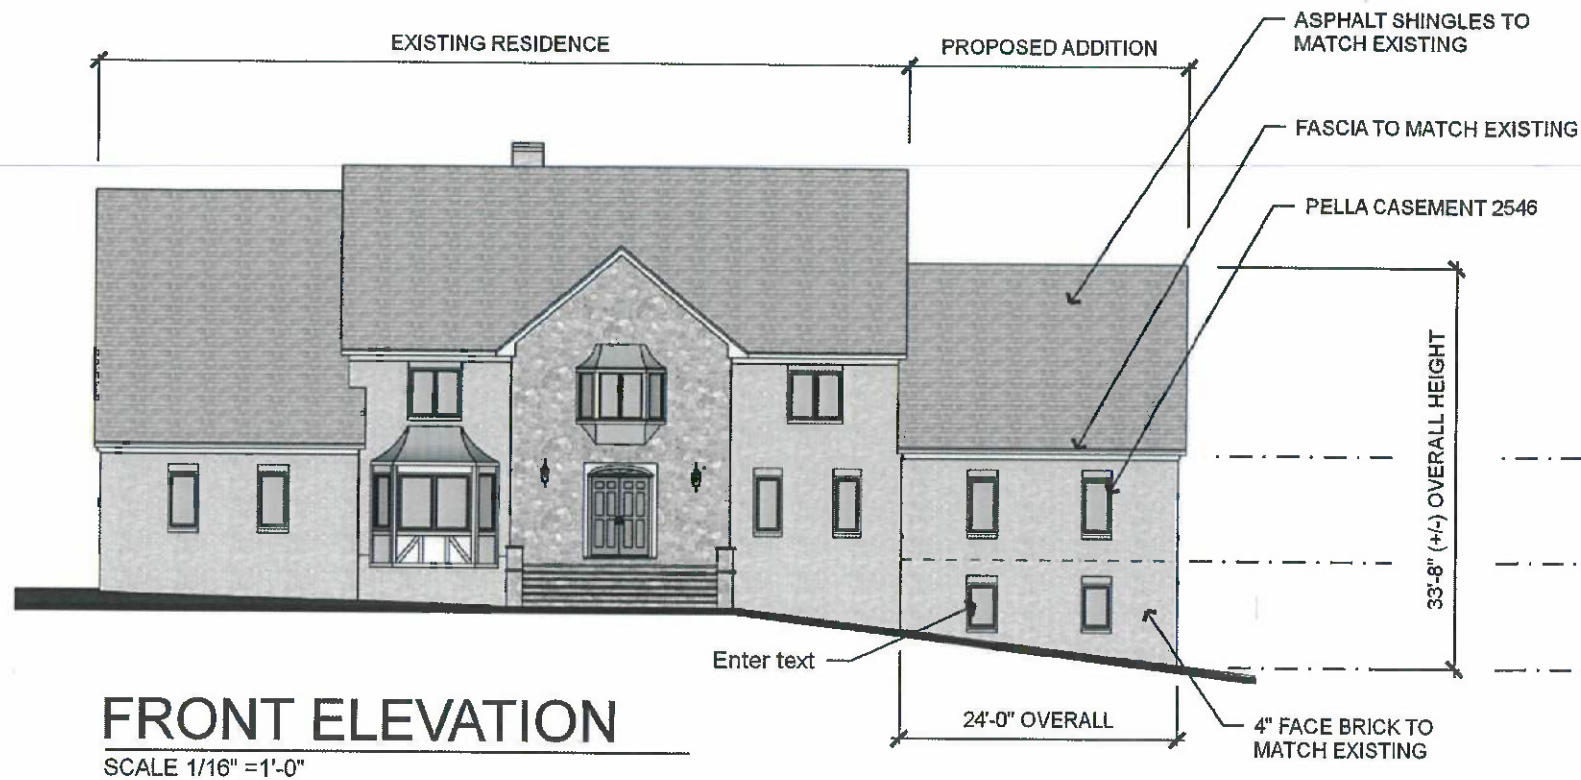 EXISTING RESIDENCE
PROPOSED ADDITION
ASPHALT SHINGLES TO
MATCH EXISTING
FASCIA TO MATCH EXISTING
PELLA CASEMENT 2546
33'-8" (+/-) OVERALL HEIGHT
Enter text
24'-0" OVERALL
4" FACE BRICK TO
MATCH EXISTING
FRONT ELEVATION
SCALE 1/16" =1'-0"